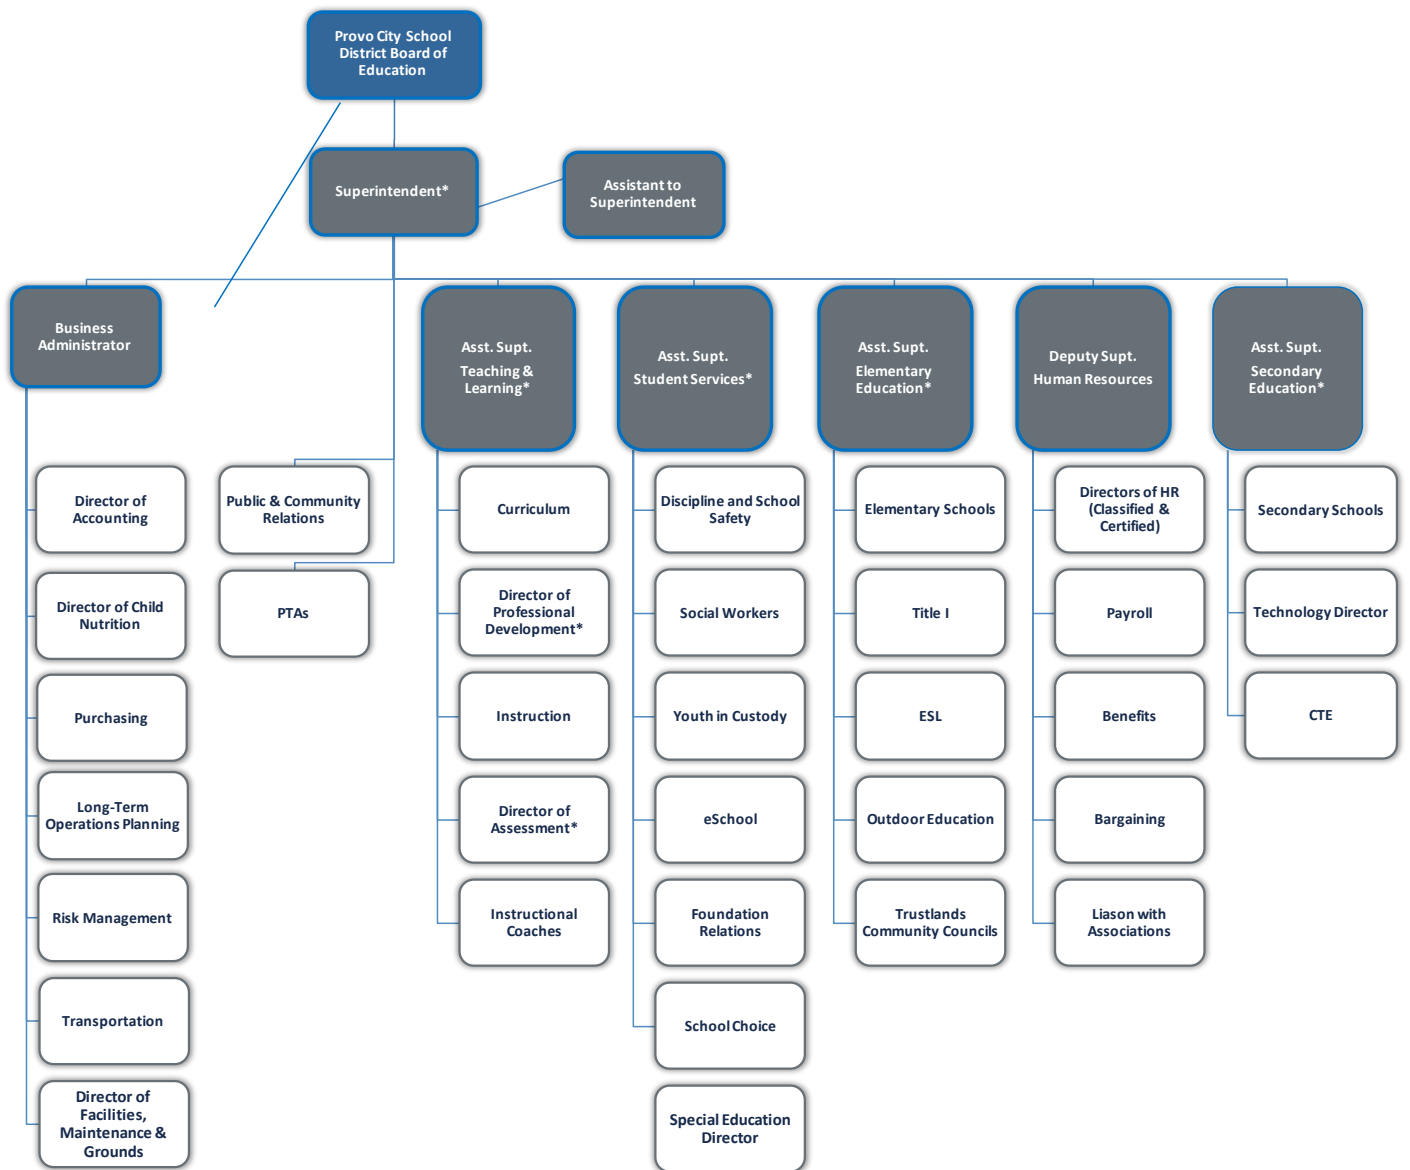 Provo City School
District Board of
Education
Superintendent*
Assistant to
Superintendent
Business
Administrator
Asst. Supt.
Teaching &
Learning*
Asst. Supt.
Student Services*
Asst. Supt.
Elementary
Education*
Deputy Supt.
Human Resources
Asst. Supt.
Secondary
Education*
Director of
Accounting
Director of Child
Nutrition
Purchasing
Long-Term
Operations Planning
Risk Management
Transportation
Director of
Facilities,
Maintenance &
Grounds
Public & Community
Relations
PTAs
Curriculum
Director of
Professional
Development*
Instruction
Director of
Assessment*
Instructional
Coaches
Discipline and School
Safety
Social Workers
Youth in Custody
eSchool
Foundation
Relations
School Choice
Special Education
Director
Elementary Schools
Title I
ESL
Outdoor Education
Trustlands
Community Councils
Directors of HR
(Classified &
Certified)
Payroll
Benefits
Bargaining
Liason with
Associations
Secondary Schools
Technology Director
CTE